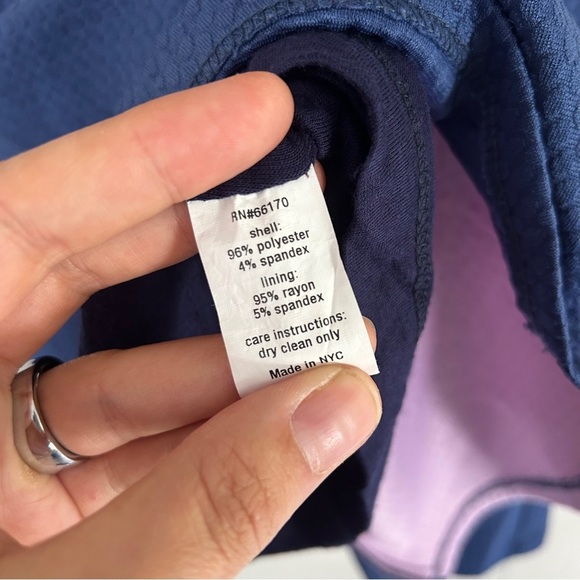 RN#66170
shell:
96% polyester
4% spandex
lining:
95% rayon
5% spandex
care instructions:
dry clean only
Made in NYC